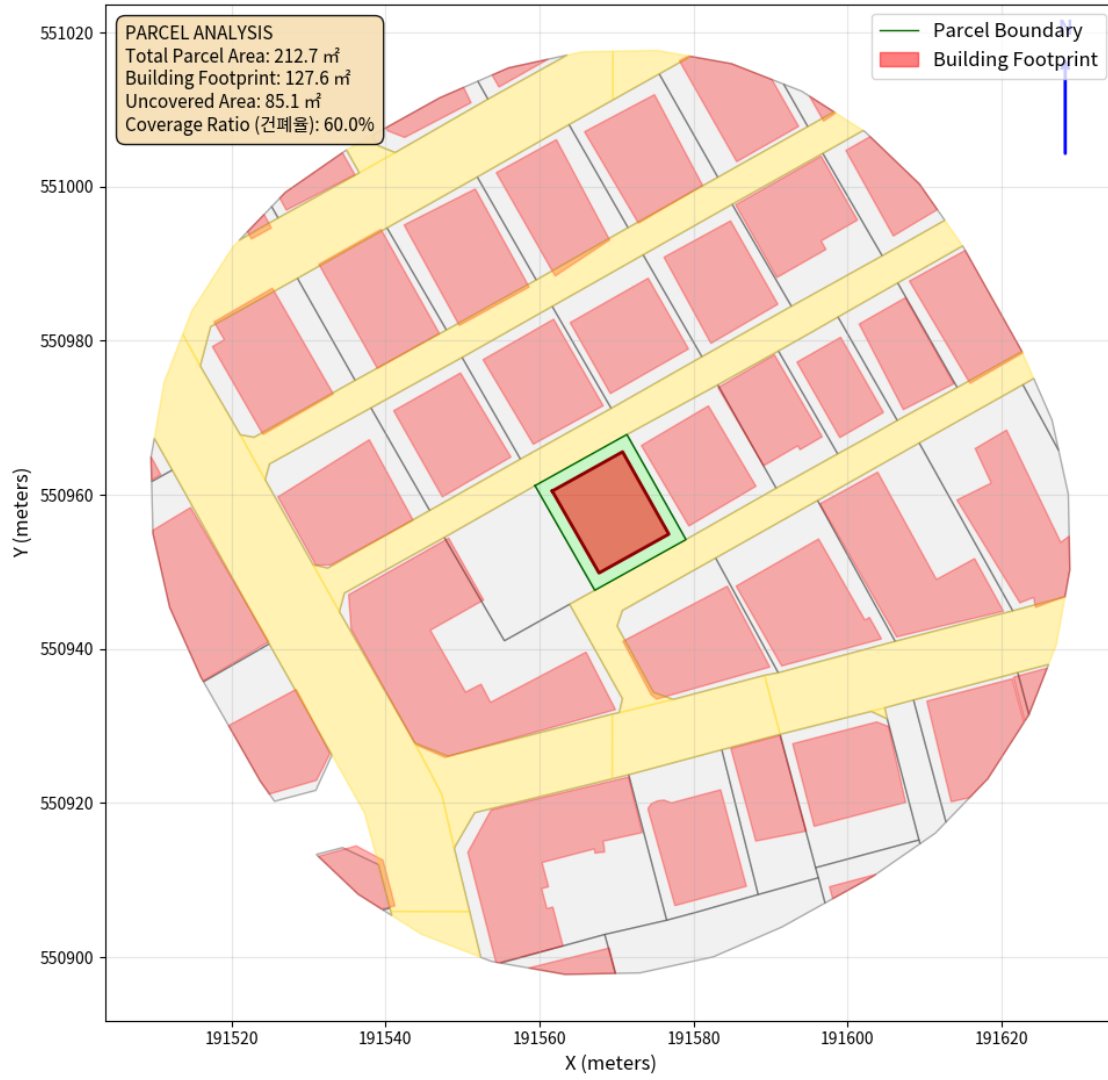 PARCEL ANALYSIS
Total Parcel Area: 212.7 ㎡
Building Footprint: 127.6 ㎡
Uncovered Area: 85.1 ㎡
Coverage Ratio (건폐율): 60.0%
N
Parcel Boundary
Building Footprint
551020
551000
550980
550960
550940
550920
550900
Y (meters)
191520
191540
191560
191580
191600
191620
X (meters)